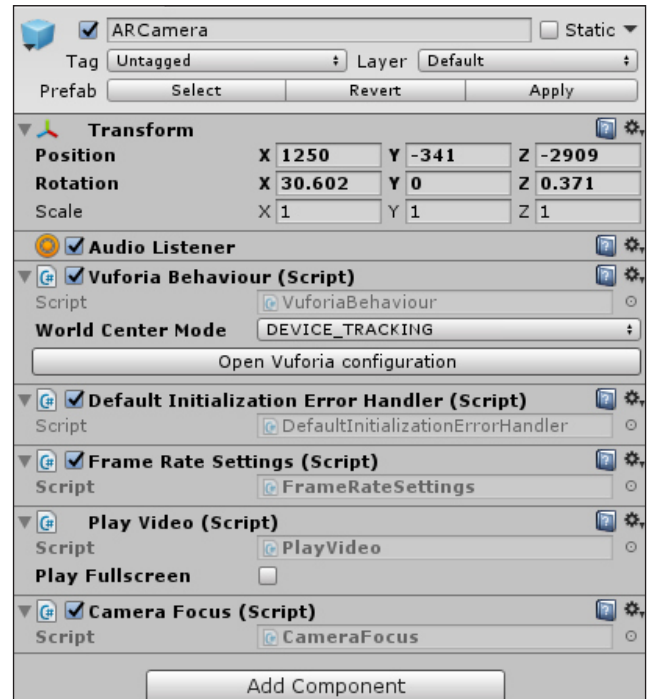 ARCamera Static
Tag Untagged Layer Default
Prefab Select Revert Apply
Transform
Position X 1250 Y -341 Z -2909
Rotation X 30.602 Y 0 Z 0.371
Scale X 1 Y 1 Z 1
Audio Listener
Vuforia Behaviour (Script)
Script VuforiaBehaviour
World Center Mode DEVICE_TRACKING
Open Vuforia configuration
Default Initialization Error Handler (Script)
Script DefaultInitializationErrorHandler
Frame Rate Settings (Script)
Script FrameRateSettings
Play Video (Script)
Script PlayVideo
Play Fullscreen
Camera Focus (Script)
Script CameraFocus
Add Component